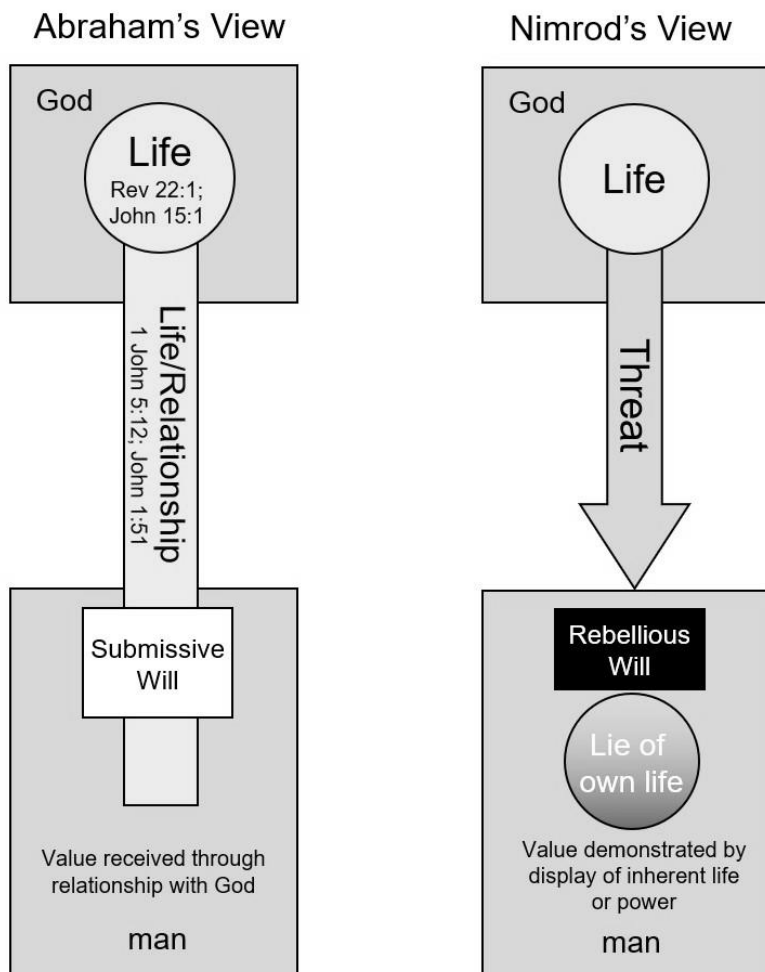 Abraham's View
God
Life
Rev 22:1;
John 15:1
Life/Relationship
1 John 5:12; John 1:51
Submissive
Will
Value received through
relationship with God
man
Nimrod's View
God
Life
Threat
Rebellious
Will
Lie of
own life
Value demonstrated by
display of inherent life
or power
man